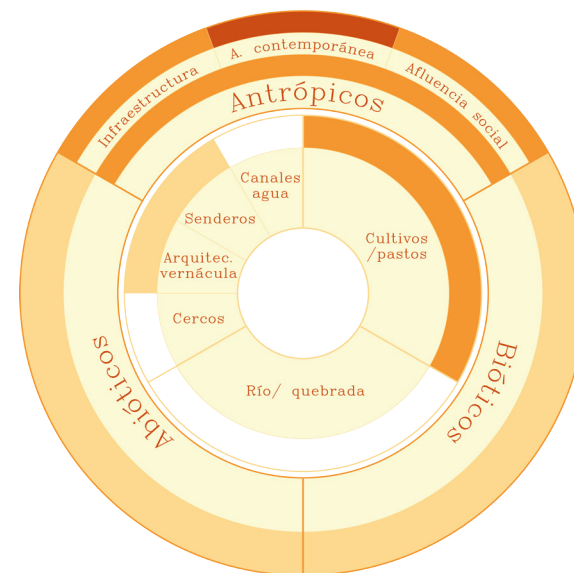 Infraestructura
A. contemporánea
Afluencia social
Antrópicos
Canales
agua
Senderos
Cultivos
/pastos
Arquitec.
vernácula
Cercos
Río/ quebrada
Abióticos
Bióticos